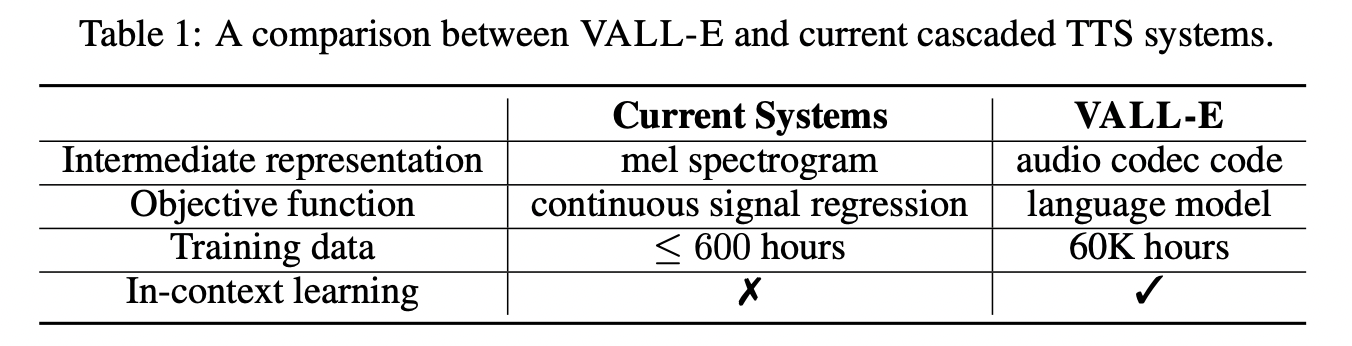 Table 1: A comparison between VALL-E and current cascaded TTS systems.
Current Systems VALL-E
Intermediate representation mel spectrogram audio codec code
Objective function continuous signal regression language model
Training data ≤ 600 hours 60K hours
In-context learning ✗ ✓